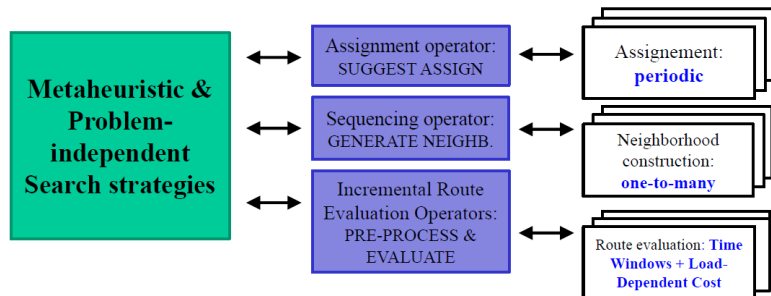 Metaheuristic &
Problem-
independent
Search strategies
Assignment operator:
SUGGEST ASSIGN
Sequencing operator:
GENERATE NEIGHB.
Incremental Route
Evaluation Operators:
PRE-PROCESS &
EVALUATE
Assignement:
periodic
Neighborhood
construction:
one-to-many
Route evaluation: Time
Windows + Load-
Dependent Cost